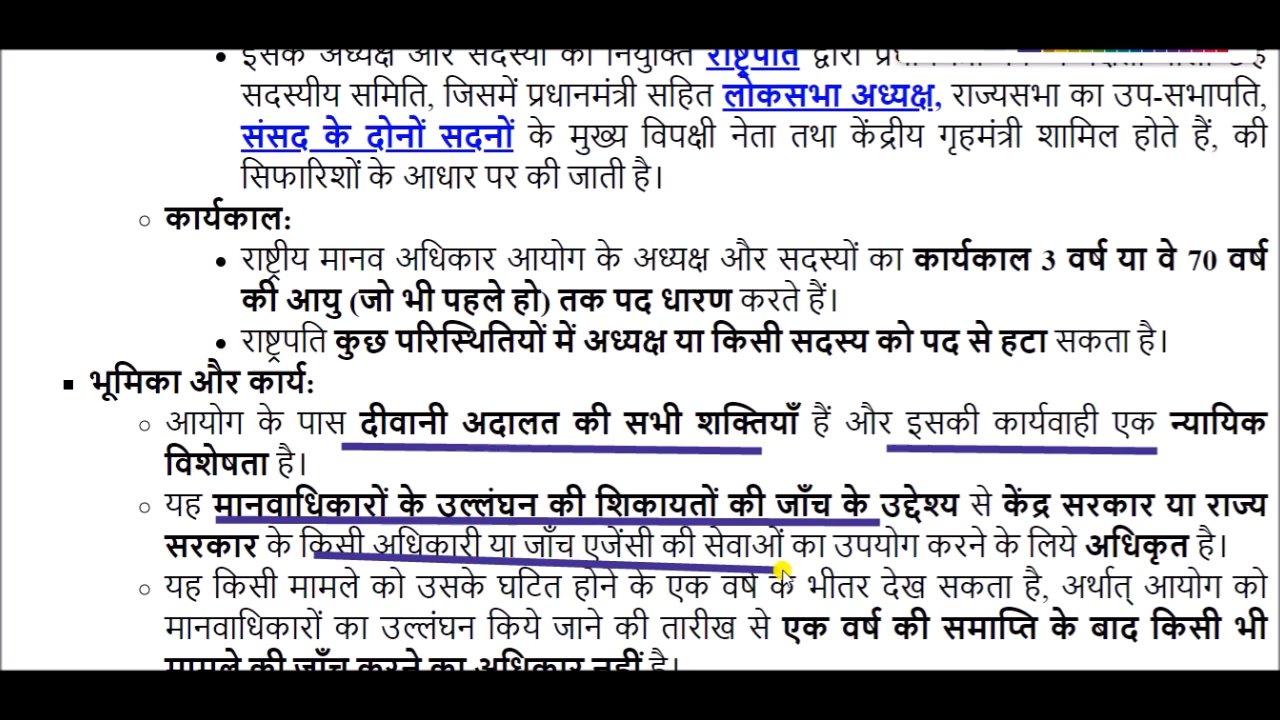 इसके अध्यक्ष और सदस्यों की नियुक्ति राष्ट्रपति द्वारा
सदस्यीय समिति, जिसमें प्रधानमंत्री सहित लोकसभा अध्यक्ष, राज्यसभा का उप-सभापति,
संसद के दोनों सदनों के मुख्य विपक्षी नेता तथा केंद्रीय गृहमंत्री शामिल होते हैं, की
सिफारिशों के आधार पर की जाती है।
कार्यकाल:
राष्ट्रीय मानव अधिकार आयोग के अध्यक्ष और सदस्यों का कार्यकाल 3 वर्ष या वे 70 वर्ष
की आयु (जो भी पहले हो) तक पद धारण करते हैं।
राष्ट्रपति कुछ परिस्थितियों में अध्यक्ष या किसी सदस्य को पद से हटा सकता है।
भूमिका और कार्य:
आयोग के पास दीवानी अदालत की सभी शक्तियाँ हैं और इसकी कार्यवाही एक न्यायिक
विशेषता है।
यह मानवाधिकारों के उल्लंघन की शिकायतों की जाँच के उद्देश्य से केंद्र सरकार या राज्य
सरकार के किसी अधिकारी या जाँच एजेंसी की सेवाओं का उपयोग करने के लिये अधिकृत है।
यह किसी मामले को उसके घटित होने के एक वर्ष के भीतर देख सकता है, अर्थात् आयोग को
मानवाधिकारों का उल्लंघन किये जाने की तारीख से एक वर्ष की समाप्ति के बाद किसी भी
मामले की जाँच करने का अधिकार नहीं है।